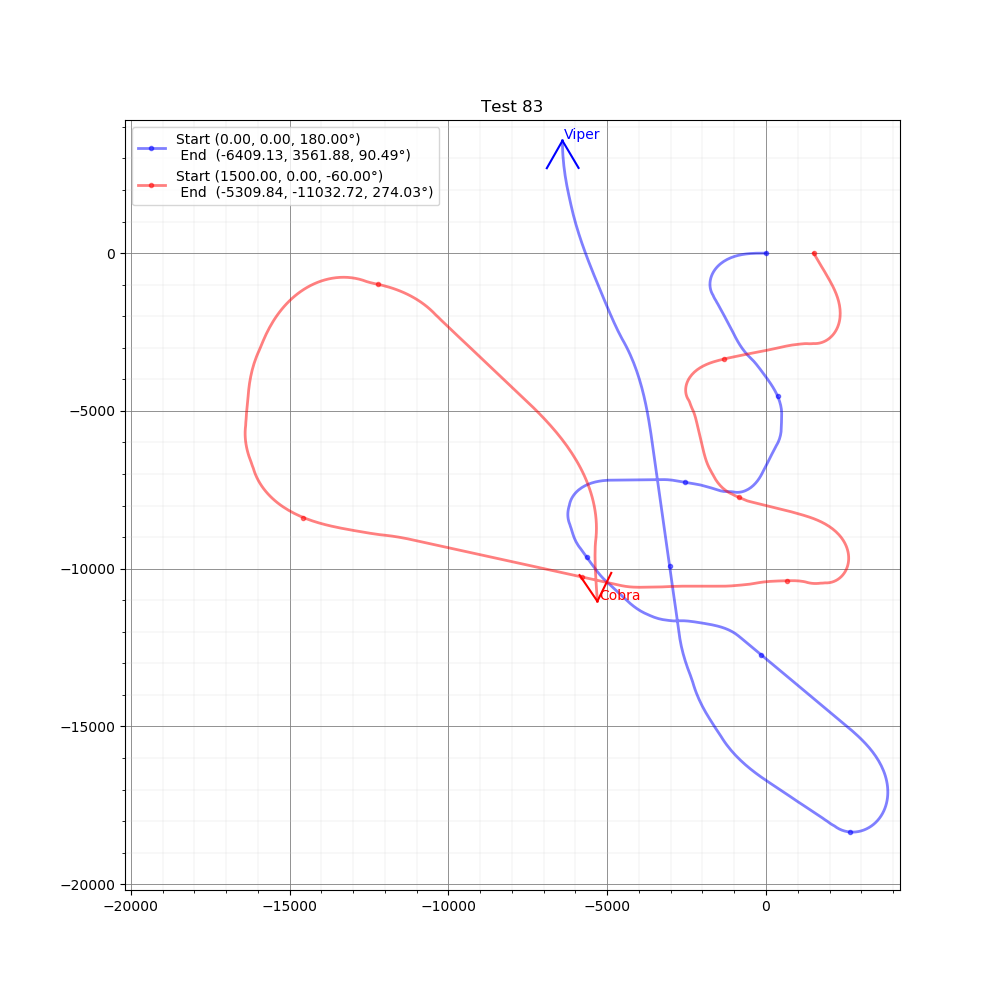 Test 83
Start (0.00, 0.00, 180.00°)
End  (-6409.13, 3561.88, 90.49°)
Start (1500.00, 0.00, -60.00°)
End  (-5309.84, -11032.72, 274.03°)
Viper
Cobra
0
−5000
−10000
−15000
−20000
−20000 −15000 −10000 −5000 0